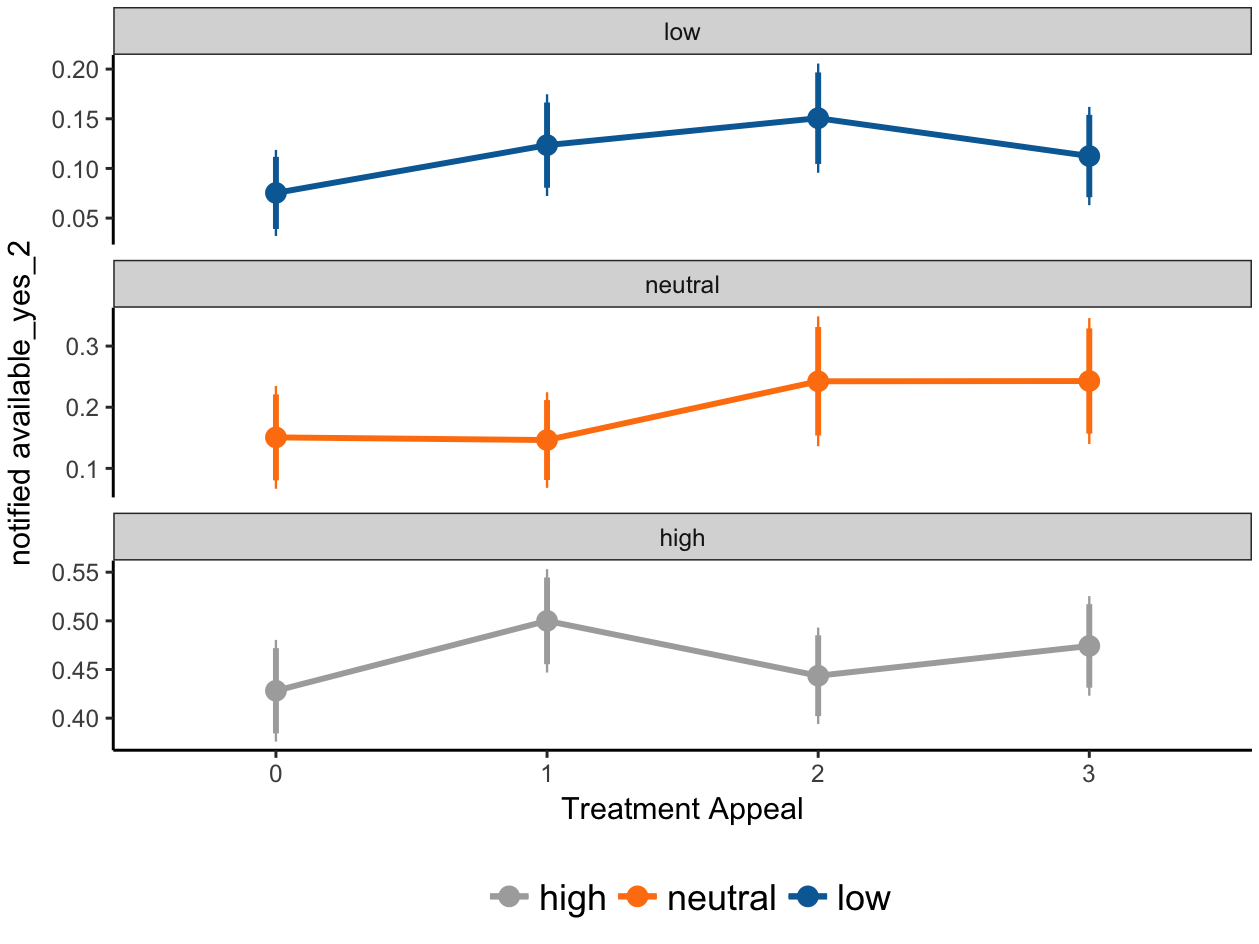 low
0.20
0.15
0.10
0.05
neutral
0.3
0.2
0.1
high
0.55
0.50
0.45
0.40
notified available_yes_2
0 1 2 3
Treatment Appeal
high neutral low